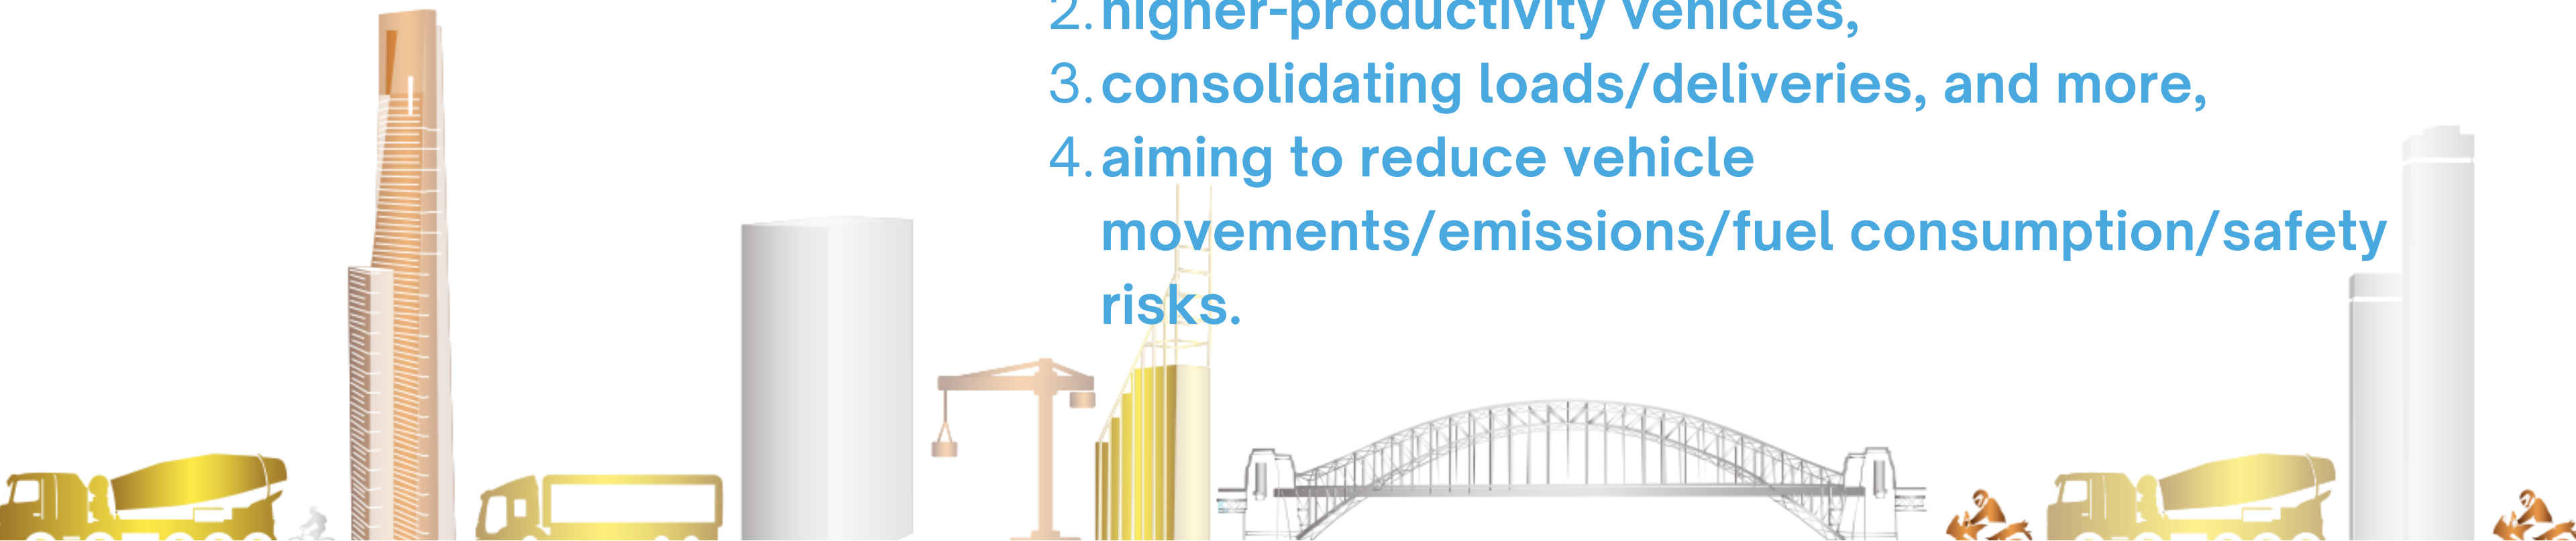 2. higher-productivity vehicles,
3. consolidating loads/deliveries, and more,
4. aiming to reduce vehicle
movements/emissions/fuel consumption/safety
risks.